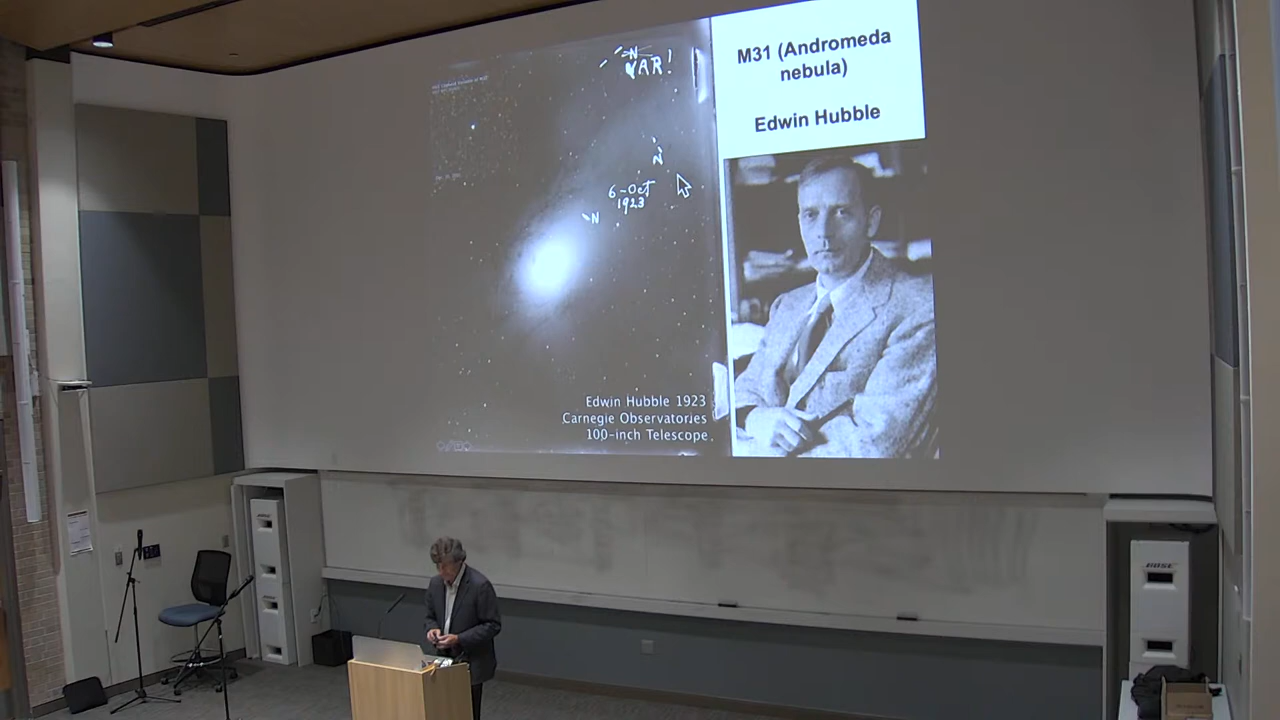 N
VAR!
N
6-Oct
1923
N
Edwin Hubble 1923
Carnegie Observatories
100-inch Telescope
M31 (Andromeda
nebula)
Edwin Hubble
BOSE